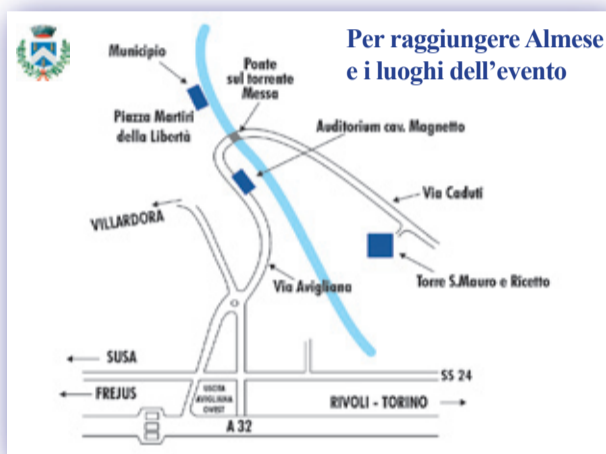 Per raggiungere Almese
e i luoghi dell'evento
Municipio
Ponte
sul torrente
Messa
Piazza Martiri
della Libertà
Auditorium cav. Magnetto
Via Caduti
VILLARDORA
Via Avigliana
Torre S.Mauro e Ricetto
SUSA
SS 24
FREJUS
USCITA
AVIGLIANA
OVEST
RIVOLI - TORINO
A 32